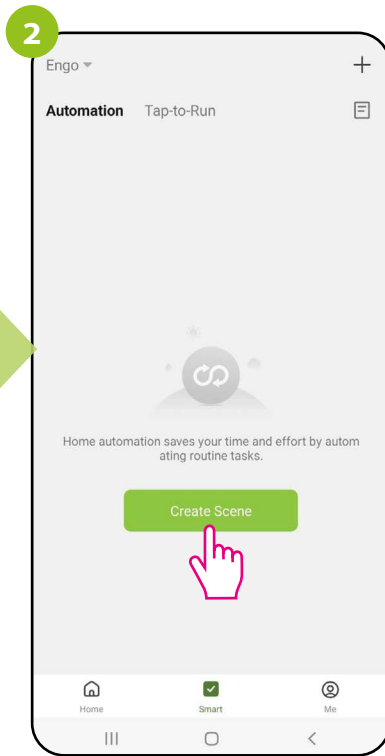 2
Engo
Automation Tap-to-Run
Home automation saves your time and effort by autom
ating routine tasks.
Create Scene
Home Smart Me